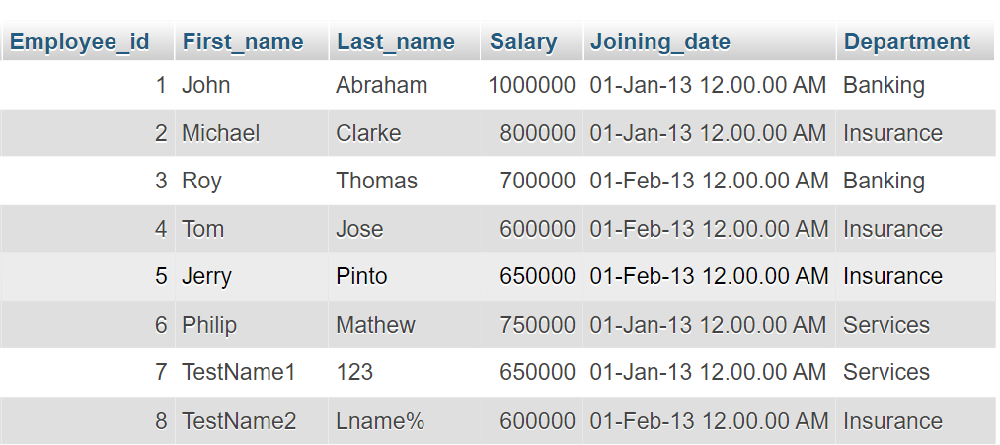 Employee_id First_name Last_name Salary Joining_date Department
1 John Abraham 1000000 01-Jan-13 12.00.00 AM Banking
2 Michael Clarke 800000 01-Jan-13 12.00.00 AM Insurance
3 Roy Thomas 700000 01-Feb-13 12.00.00 AM Banking
4 Tom Jose 600000 01-Feb-13 12.00.00 AM Insurance
5 Jerry Pinto 650000 01-Feb-13 12.00.00 AM Insurance
6 Philip Mathew 750000 01-Jan-13 12.00.00 AM Services
7 TestName1 123 650000 01-Jan-13 12.00.00 AM Services
8 TestName2 Lname% 600000 01-Feb-13 12.00.00 AM Insurance